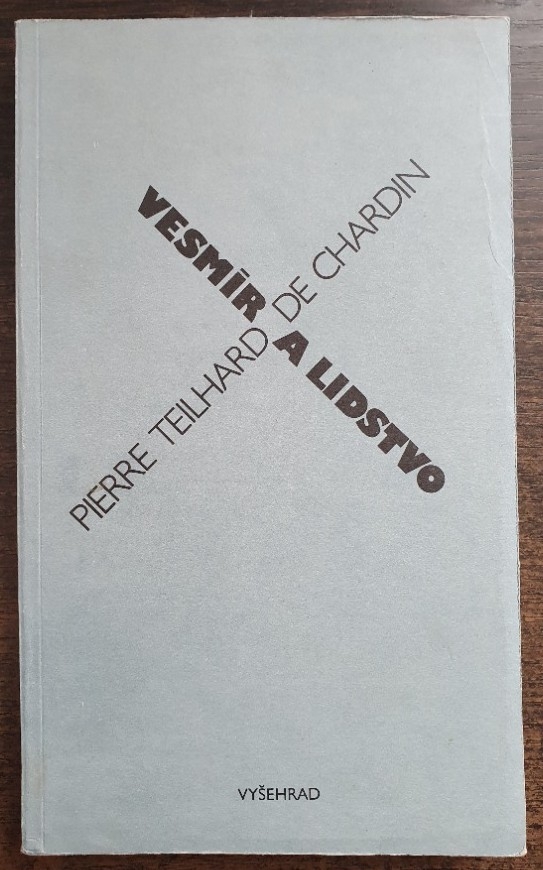 VESMÍR A LIDSTVO
PIERRE TEILHARD DE CHARDIN
VYŠEHRAD